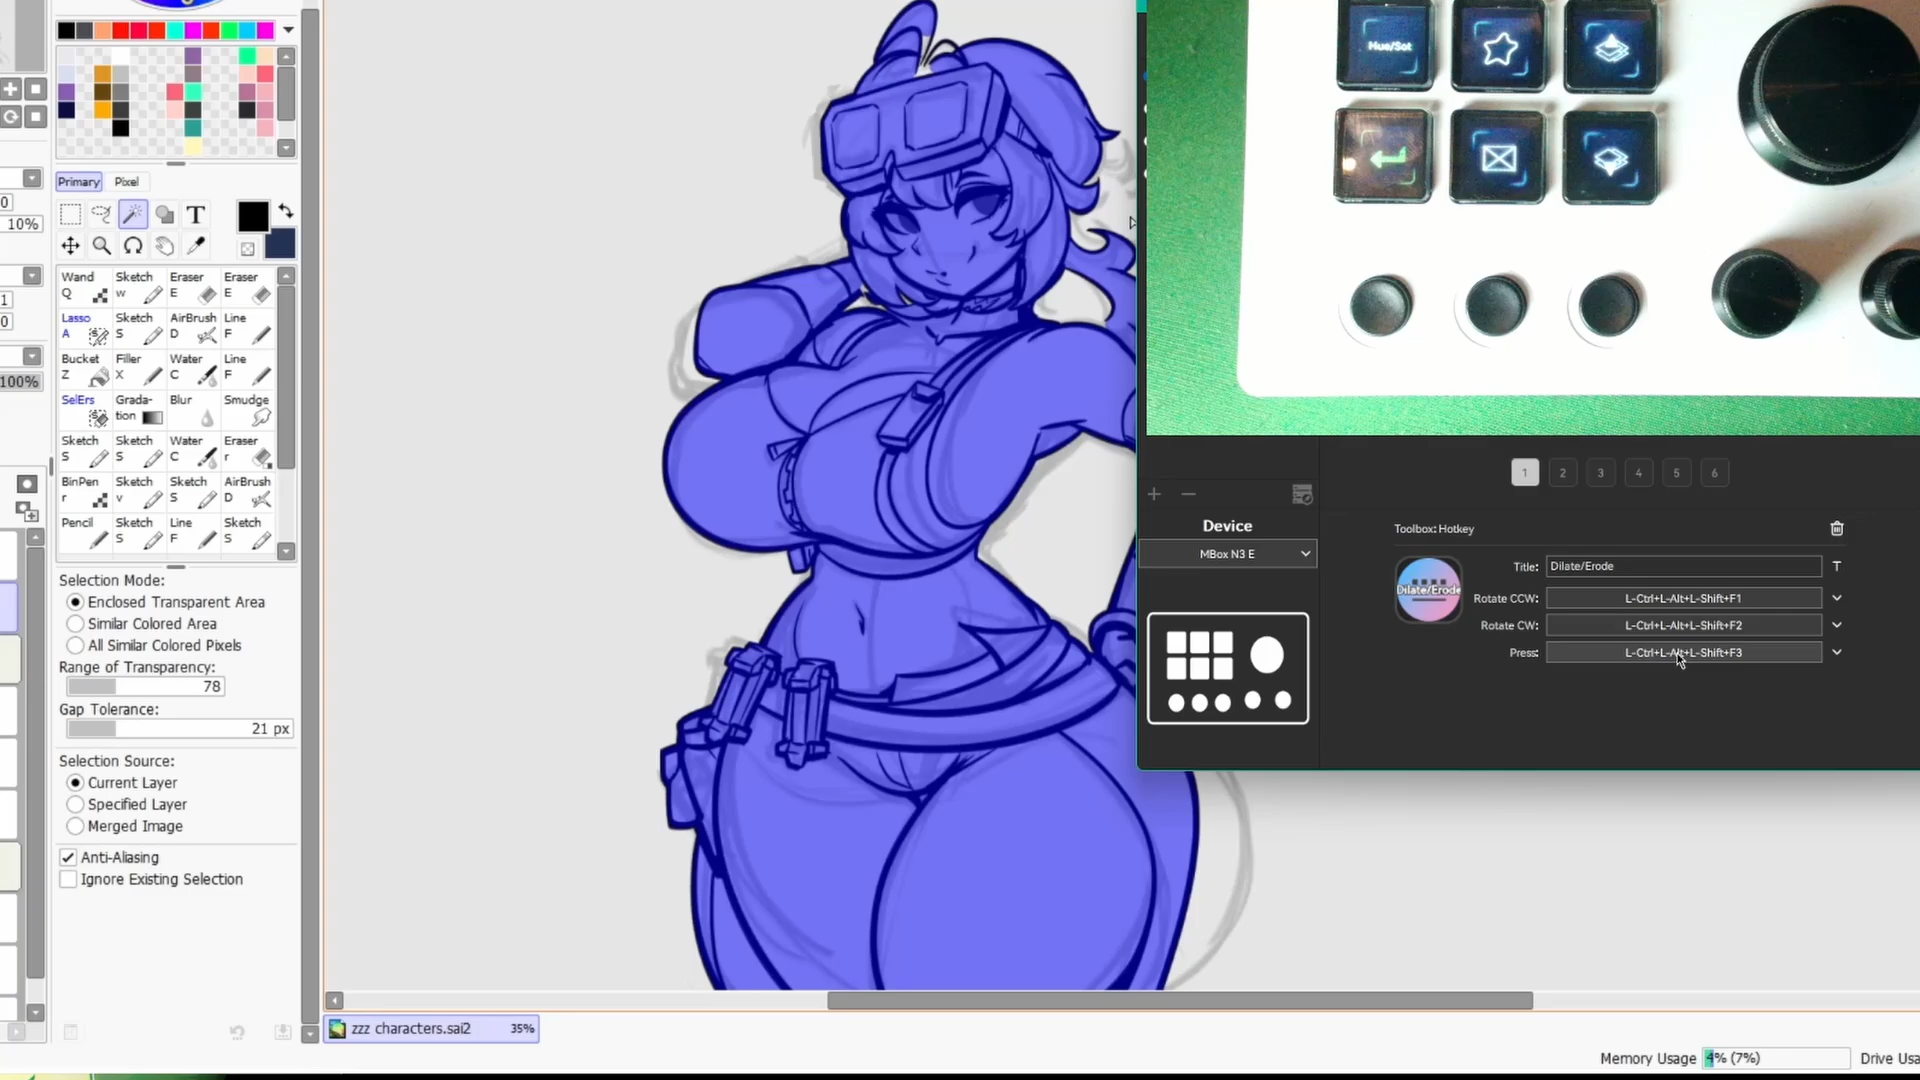 Hue/Sat
Primary Pixel
T
10%
Wand Sketch Eraser Eraser
Q w E E
Lasso Sketch AirBrush Line
A S D F
Bucket Filler Water Line
Z X C F
100%
SelErs Grada- Blur Smudge
tion
Sketch Sketch Water Eraser
S S C r
BinPen Sketch Sketch AirBrush
r v S D
Pencil Sketch Line Sketch
S F S
Selection Mode:
Enclosed Transparent Area
Similar Colored Area
All Similar Colored Pixels
Range of Transparency:
78
Gap Tolerance:
21 px
Selection Source:
Current Layer
Specified Layer
Merged Image
Anti-Aliasing
Ignore Existing Selection
zzz characters.sai2 35%
1 2 3 4 5 6
Device
MBox N3 E
Toolbox: Hotkey
Dilate/Erode
Title: Dilate/Erode T
Rotate CCW: L-Ctrl+L-Alt+L-Shift+F1
Rotate CW: L-Ctrl+L-Alt+L-Shift+F2
Press: L-Ctrl+L-Alt+L-Shift+F3
Memory Usage 4% (7%) Drive Usa